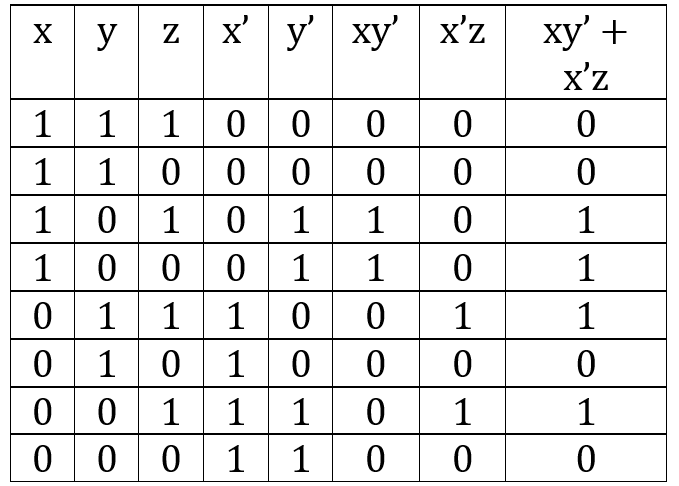 x y z x’ y’ xy’ x’z xy’ +
x’z
1 1 1 0 0 0 0 0
1 1 0 0 0 0 0 0
1 0 1 0 1 1 0 1
1 0 0 0 1 1 0 1
0 1 1 1 0 0 1 1
0 1 0 1 0 0 0 0
0 0 1 1 1 0 1 1
0 0 0 1 1 0 0 0